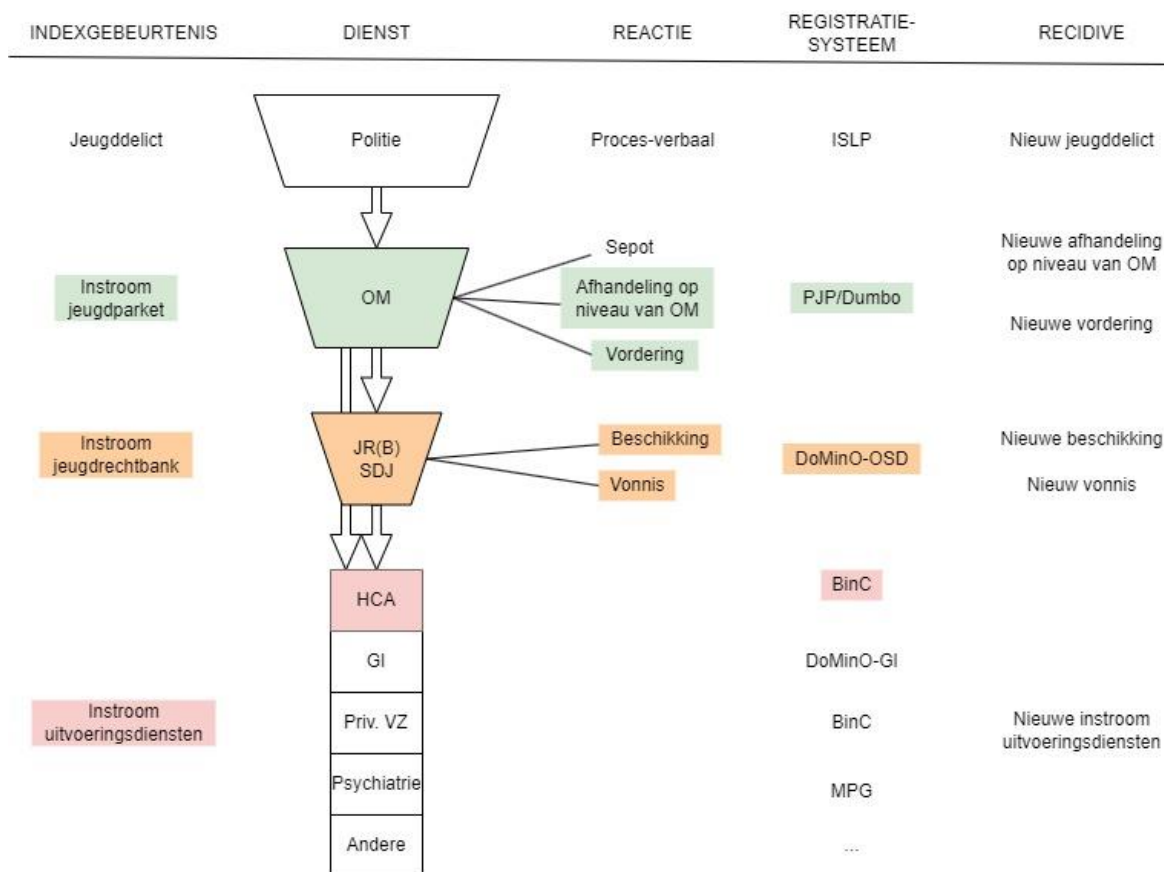 INDEXGEBEURTENIS DIENST REACTIE REGISTRATIE-
SYSTEEM RECIDIVE
Jeugddelict Politie Proces-verbaal ISLP Nieuw jeugddelict
Instroom
jeugdparket
OM
Sepot
Afhandeling op
niveau van OM
Vordering
PJP/Dumbo
Nieuwe afhandeling
op niveau van OM
Nieuwe vordering
Instroom
jeugdrechtbank
JR(B)
SDJ
Beschikking
Vonnis
DoMinO-OSD
Nieuwe beschikking
Nieuw vonnis
Instroom
uitvoeringsdiensten
HCA
GI
Priv. VZ
Psychiatrie
Andere
BinC
DoMinO-GI
BinC
MPG
...
Nieuwe instroom
uitvoeringsdiensten